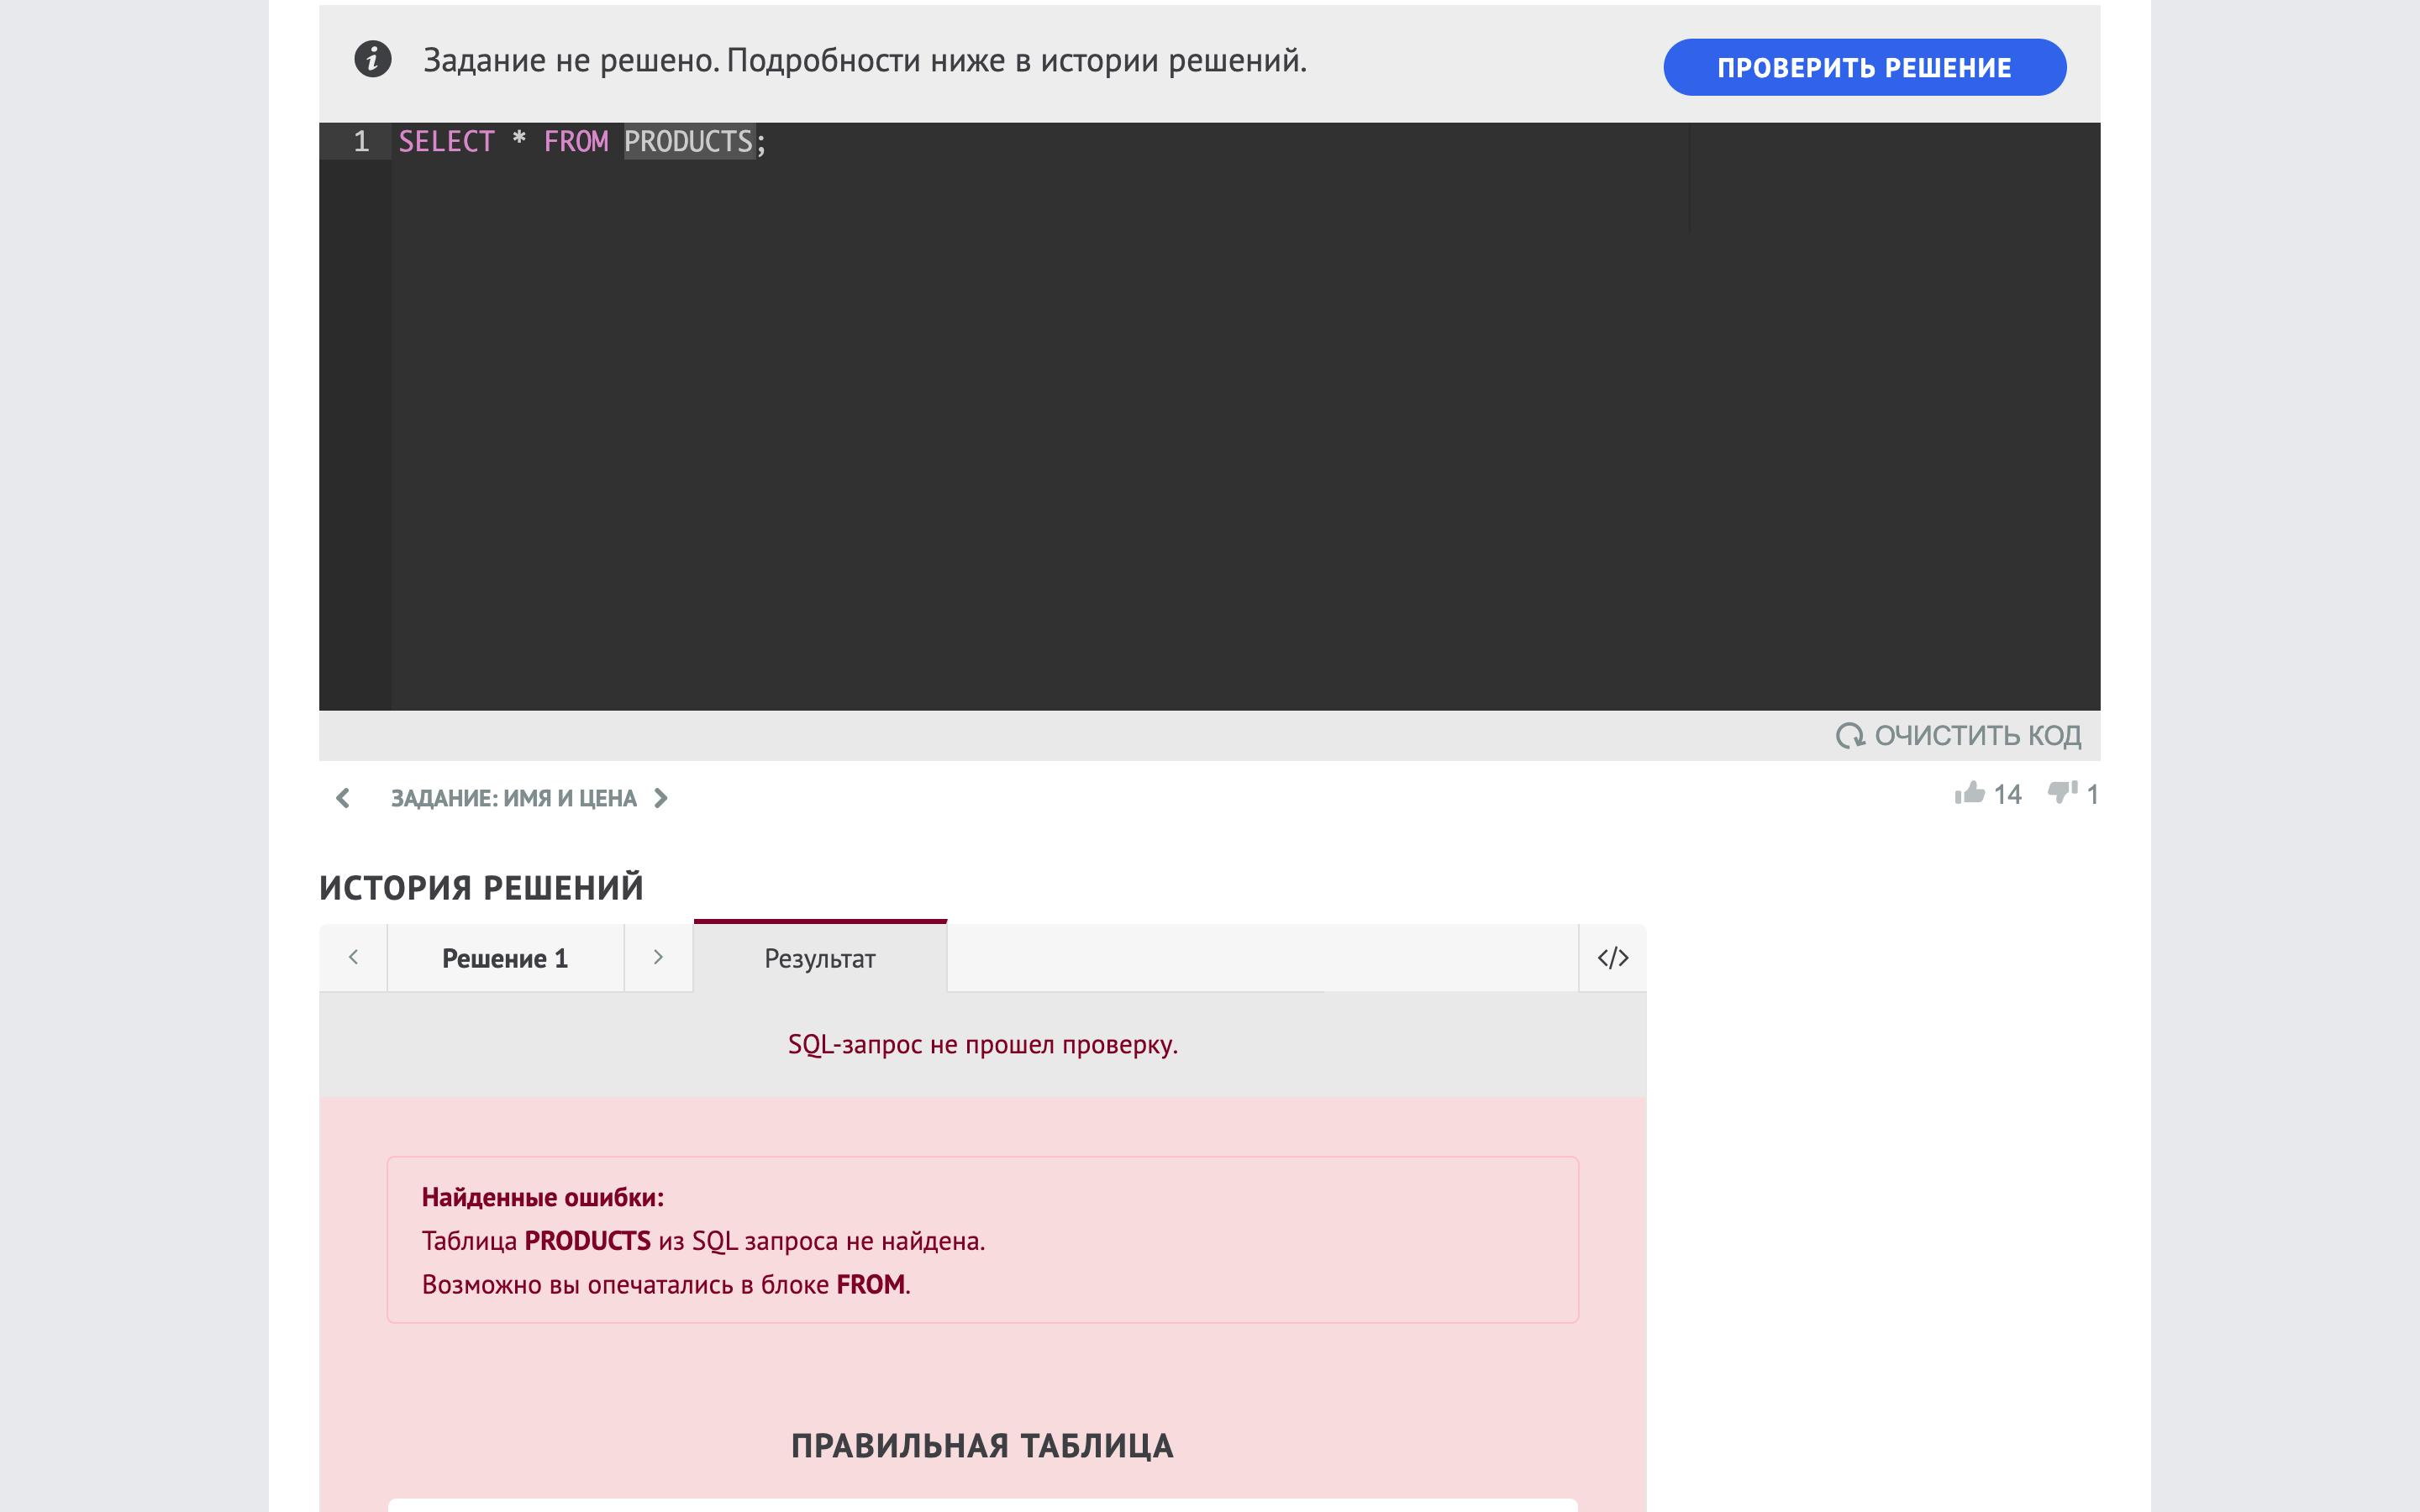 Задание не решено. Подробности ниже в истории решений.
ПРОВЕРИТЬ РЕШЕНИЕ
1 SELECT * FROM PRODUCTS;
ОЧИСТИТЬ КОД
ЗАДАНИЕ: ИМЯ И ЦЕНА
14 1
ИСТОРИЯ РЕШЕНИЙ
Решение 1 Результат </>
SQL-запрос не прошел проверку.
Найденные ошибки:
Таблица PRODUCTS из SQL запроса не найдена.
Возможно вы опечатались в блоке FROM.
ПРАВИЛЬНАЯ ТАБЛИЦА